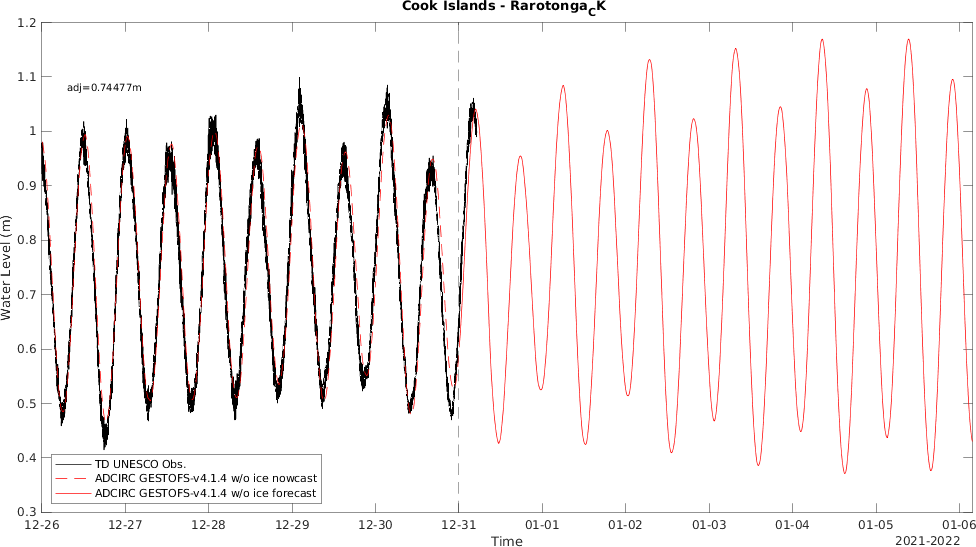 Cook Islands - Rarotonga_CK
1.2
1.1
1
0.9
0.8
0.7
0.6
0.5
0.4
0.3
Water Level (m)
adj=0.74477m
TD UNESCO Obs.
ADCIRC GESTOFS-v4.1.4 w/o ice nowcast
ADCIRC GESTOFS-v4.1.4 w/o ice forecast
12-26 12-27 12-28 12-29 12-30 12-31 01-01 01-02 01-03 01-04 01-05 01-06
Time
2021-2022